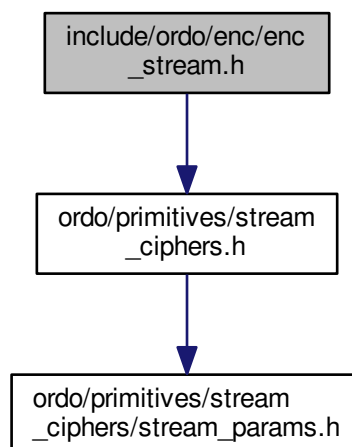 include/ordo/enc/enc
_stream.h
ordo/primitives/stream
_ciphers.h
ordo/primitives/stream
_ciphers/stream_params.h